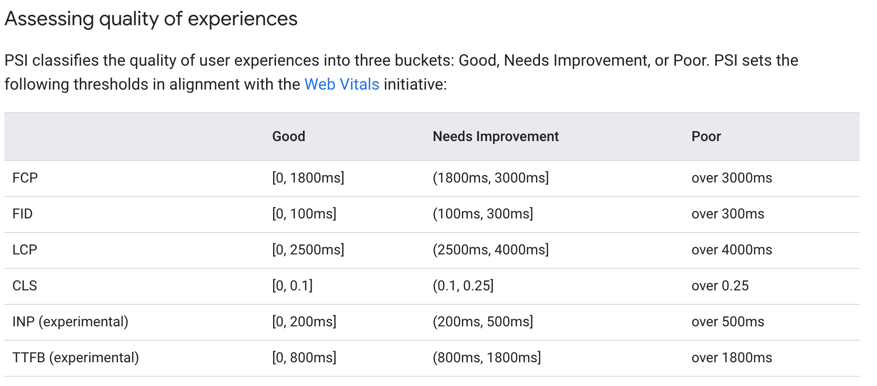 Assessing quality of experiences
PSI classifies the quality of user experiences into three buckets: Good, Needs Improvement, or Poor. PSI sets the
following thresholds in alignment with the Web Vitals initiative:
Good Needs Improvement Poor
FCP [0, 1800ms] (1800ms, 3000ms] over 3000ms
FID [0, 100ms] (100ms, 300ms] over 300ms
LCP [0, 2500ms] (2500ms, 4000ms] over 4000ms
CLS [0, 0.1] (0.1, 0.25] over 0.25
INP (experimental) [0, 200ms] (200ms, 500ms] over 500ms
TTFB (experimental) [0, 800ms] (800ms, 1800ms] over 1800ms